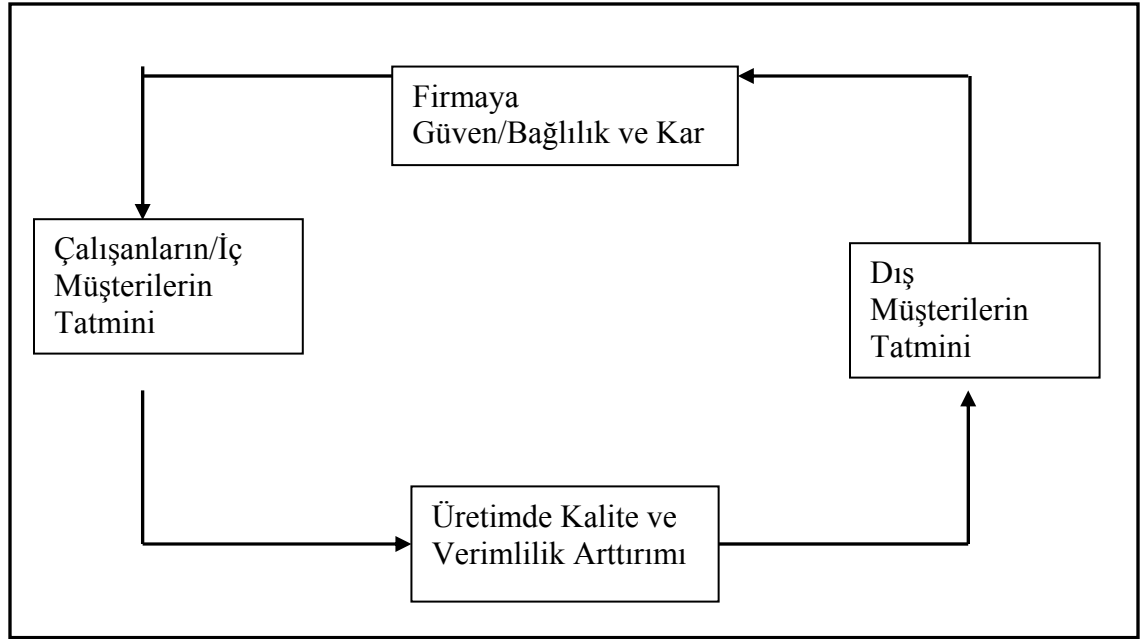 Firmaya
Güven/Bağlılık ve Kar
Çalışanların/İç
Müşterilerin
Tatmini
Dış
Müşterilerin
Tatmini
Üretimde Kalite ve
Verimlilik Arttırımı